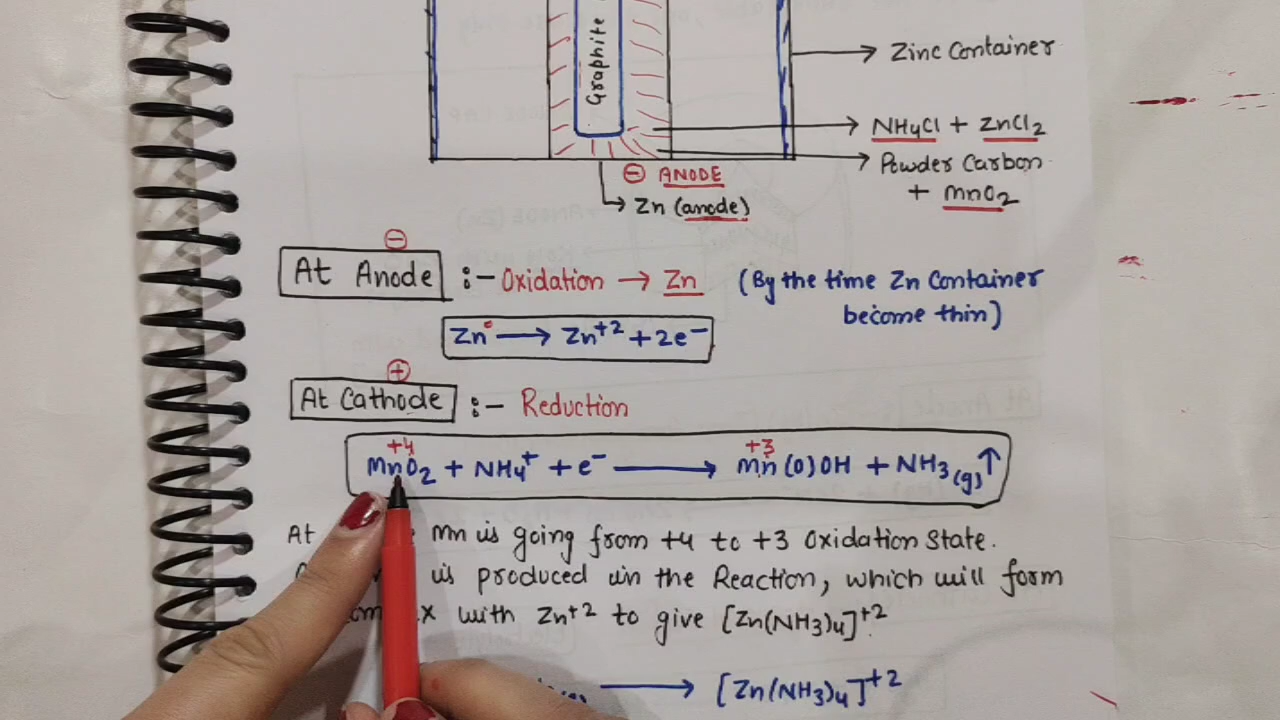 Graphite
Zinc Container
NH4Cl + ZnCl2
Powder Carbon
+ MnO2
⊖ ANODE
Zn (anode)
⊖
At Anode :- Oxidation → Zn (By the time Zn Container
become thin)
Zn° → Zn+2 + 2e-
⊕
At Cathode :- Reduction
+4 +3
MnO2 + NH4+ + e- → Mn(O)OH + NH3(g)↑
At Mn is going from +4 to +3 Oxidation State.
is produced in the Reaction, which will form
with Zn+2 to give [Zn(NH3)4]+2
(g) → [Zn(NH3)4]+2